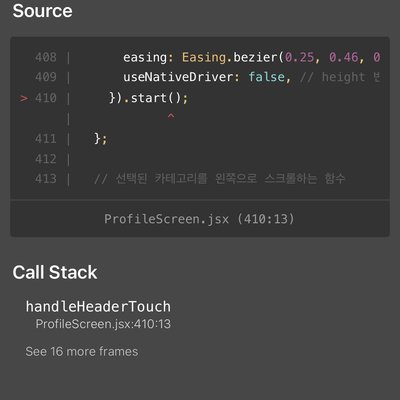 Source
408 |       easing: Easing.bezier(0.25, 0.46, 0
409 |       useNativeDriver: false, // height
> 410 |     }).start();
|            ^
411 |   };
412 |
413 |   // 선택된 카테고리를 왼쪽으로 스크롤하는 함수
ProfileScreen.jsx (410:13)
Call Stack
handleHeaderTouch
ProfileScreen.jsx:410:13
See 16 more frames